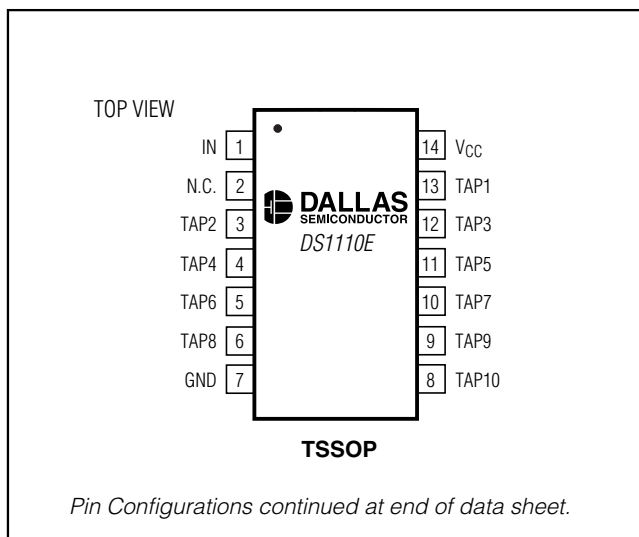 TOP VIEW
IN 1
N.C. 2
TAP2 3
TAP4 4
TAP6 5
TAP8 6
GND 7
DALLAS
SEMICONDUCTOR
DS1110E
14 VCC
13 TAP1
12 TAP3
11 TAP5
10 TAP7
9 TAP9
8 TAP10
TSSOP
Pin Configurations continued at end of data sheet.